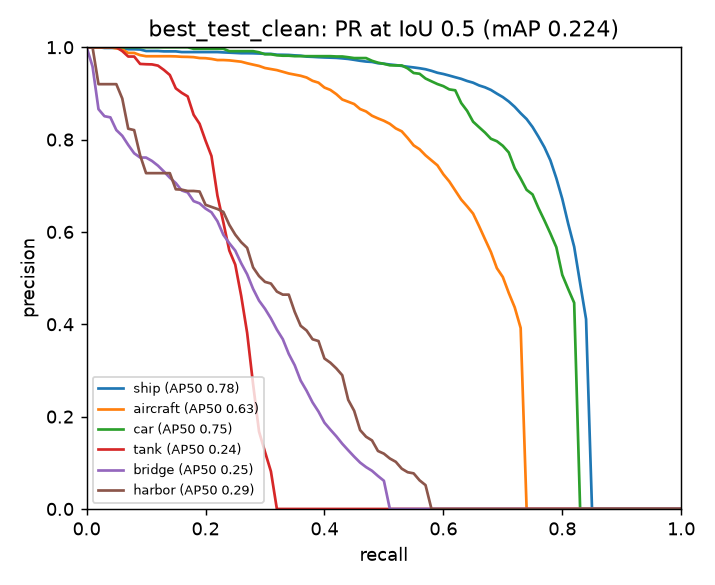 best_test_clean: PR at IoU 0.5 (mAP 0.224)
1.0
0.8
0.6
0.4
0.2
0.0
precision
ship (AP50 0.78)
aircraft (AP50 0.63)
car (AP50 0.75)
tank (AP50 0.24)
bridge (AP50 0.25)
harbor (AP50 0.29)
0.0 0.2 0.4 0.6 0.8 1.0
recall